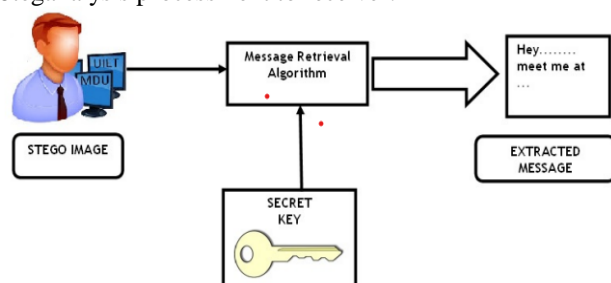 UILT
MDU
Message Retrieval
Algorithm
Hey........
meet me at
...
STEGO IMAGE
EXTRACTED
MESSAGE
SECRET
KEY